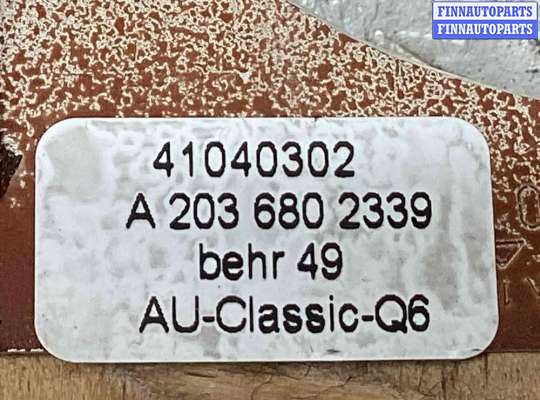 FINNAUTOPARTS
FINNAUTOPARTS
41040302
A 203 680 2339
behr 49
AU-Classic-Q6